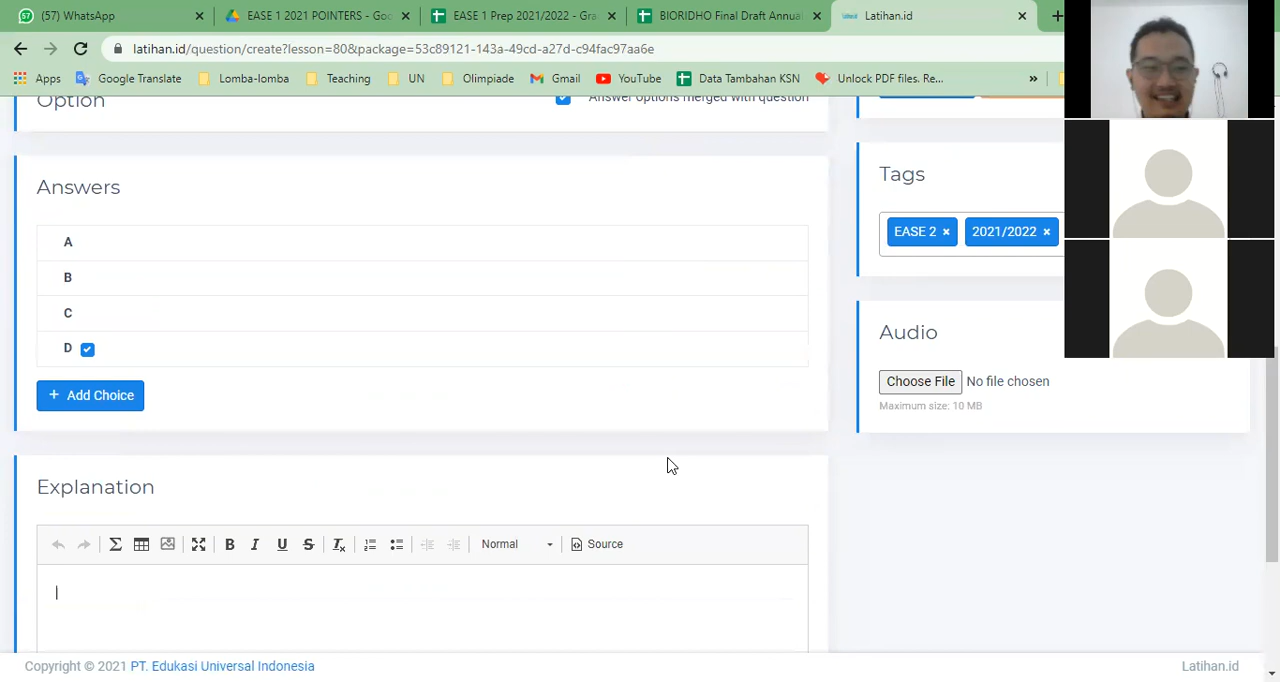 (57) WhatsApp
EASE 1 2021 POINTERS - Goo
EASE 1 Prep 2021/2022 - Gra
BIORIDHO Final Draft Annual
Latihan.id
latihan.id/question/create?lesson=80&package=53c89121-143a-49cd-a27d-c94fac97aa6e
Apps
Google Translate
Lomba-lomba
Teaching
UN
Olimpiade
Gmail
YouTube
Data Tambahan KSN
Unlock PDF files. Re...
»
Option
Answer options merged with question
Answers
A
B
C
D
+ Add Choice
Tags
EASE 2 ×
2021/2022 ×
Audio
Choose File No file chosen
Maximum size: 10 MB
Explanation
Σ B I U S Tx Normal Source
Copyright © 2021 PT. Edukasi Universal Indonesia
Latihan.id